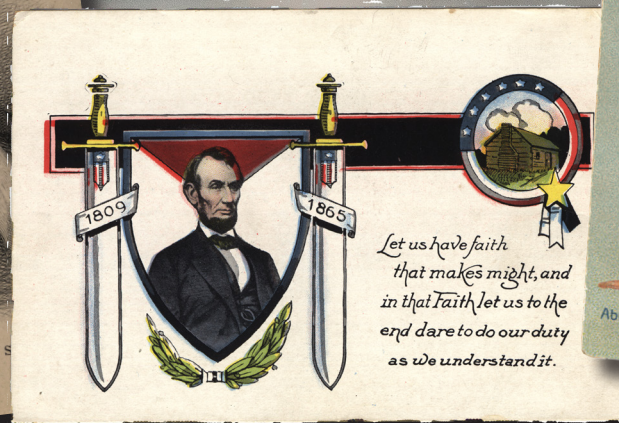 1809
1865
Let us have faith
that makes might, and
in that Faith let us to the
end dare to do our duty
as we understand it.
Ab